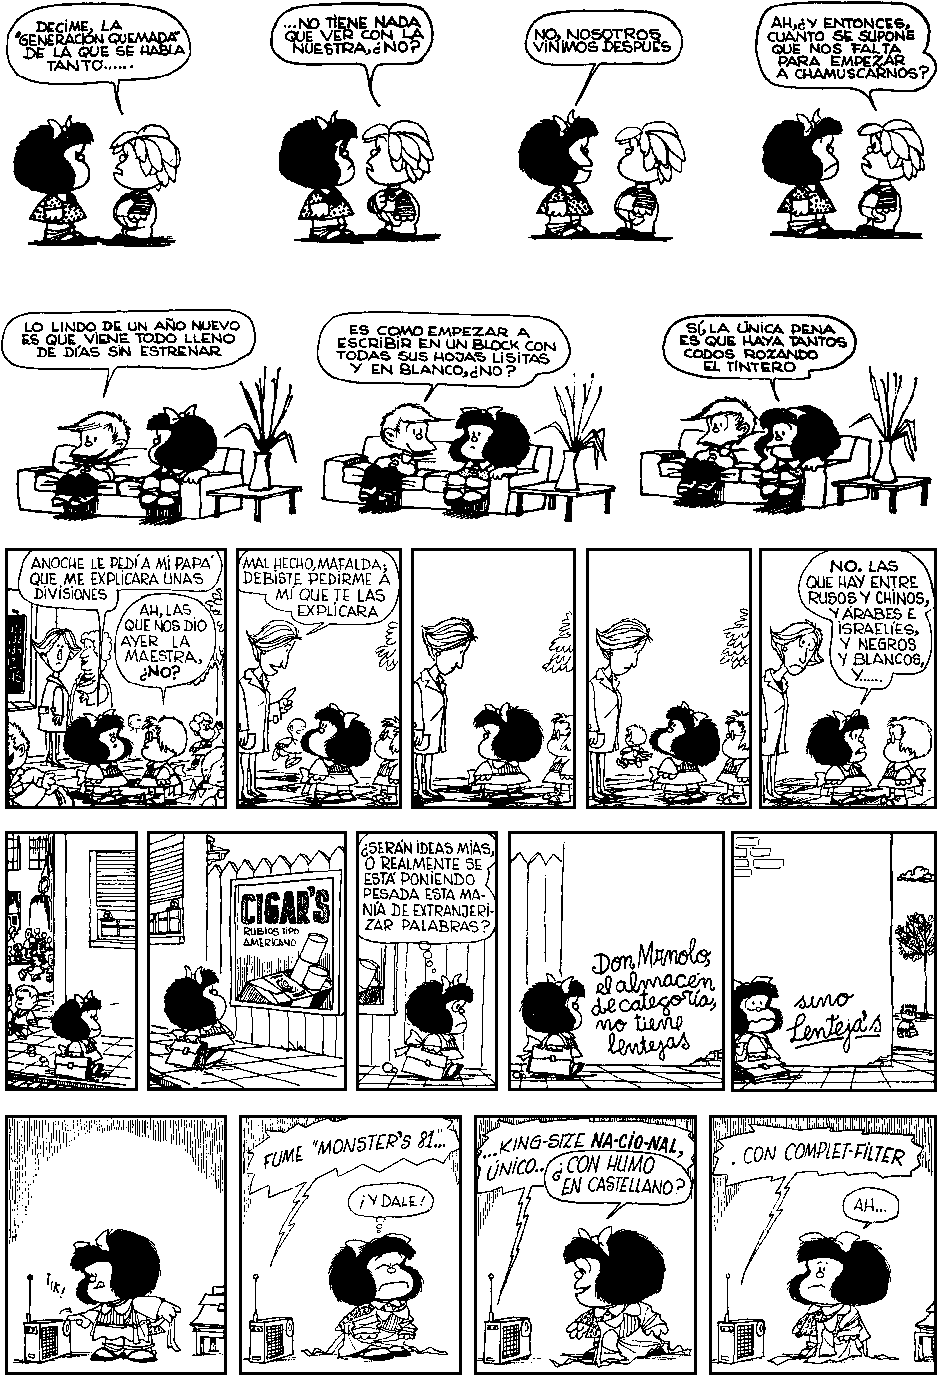 DECIME, LA
"GENERACIÓN QUEMADA"
DE LA QUE SE HABLA
TANTO......
...NO TIENE NADA
QUE VER CON LA
NUESTRA, ¿NO?
NO, NOSOTROS
VINIMOS DESPUÉS
AH, ¿Y ENTONCES,
CUANTO SE SUPONE
QUE NOS FALTA
PARA EMPEZAR
A CHAMUSCARNOS?
LO LINDO DE UN AÑO NUEVO
ES QUE VIENE TODO LLENO
DE DÍAS SIN ESTRENAR
ES COMO EMPEZAR A
ESCRIBIR EN UN BLOCK CON
TODAS SUS HOJAS LISITAS
Y EN BLANCO, ¿NO?
SÍ, LA ÚNICA PENA
ES QUE HAYA TANTOS
CODOS ROZANDO
EL TINTERO
ANOCHE LE PEDÍ A MI PAPÁ
QUE ME EXPLICARA UNAS
DIVISIONES
AH, LAS
QUE NOS DIO
AYER LA
MAESTRA,
¿NO?
MAL HECHO, MAFALDA;
DEBISTE PEDIRME A
MÍ QUE TE LAS
EXPLICARA
NO. LAS
QUE HAY ENTRE
RUSOS Y CHINOS,
Y ÁRABES E
ISRAELÍES,
Y NEGROS
Y BLANCOS,
Y.....
CIGAR'S
RUBIOS TIPO
AMERICANO
¿SERÁN IDEAS MÍAS,
O REALMENTE SE
ESTÁ PONIENDO
PESADA ESTA MA-
NÍA DE EXTRANJERI-
ZAR PALABRAS?
Don Manolo,
el almacén
de categoría,
no tiene
lentejas
sino
Lenteja's
TIK!
FUME "MONSTER'S 81"...
¡Y DALE!
...KING-SIZE NA-CIO-NAL,
ÚNICO..
¿CON HUMO
EN CASTELLANO?
. CON COMPLET-FILTER
AH...